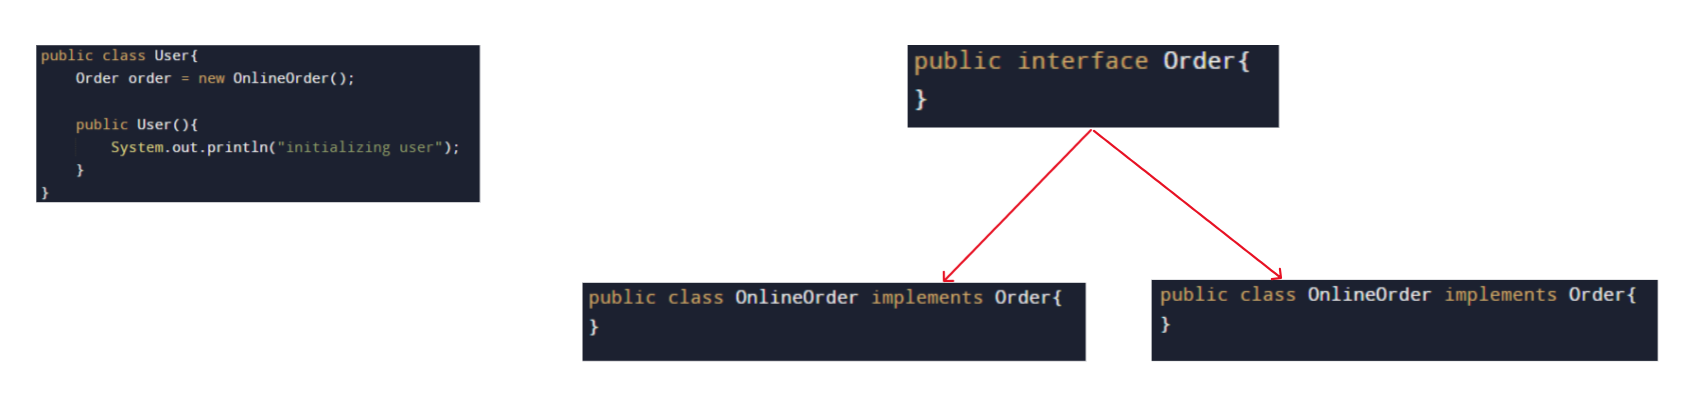 public class User{
    Order order = new OnlineOrder();
    public User(){
        System.out.println("initializing user");
    }
}
public interface Order{
}
public class OnlineOrder implements Order{
}
public class OnlineOrder implements Order{
}